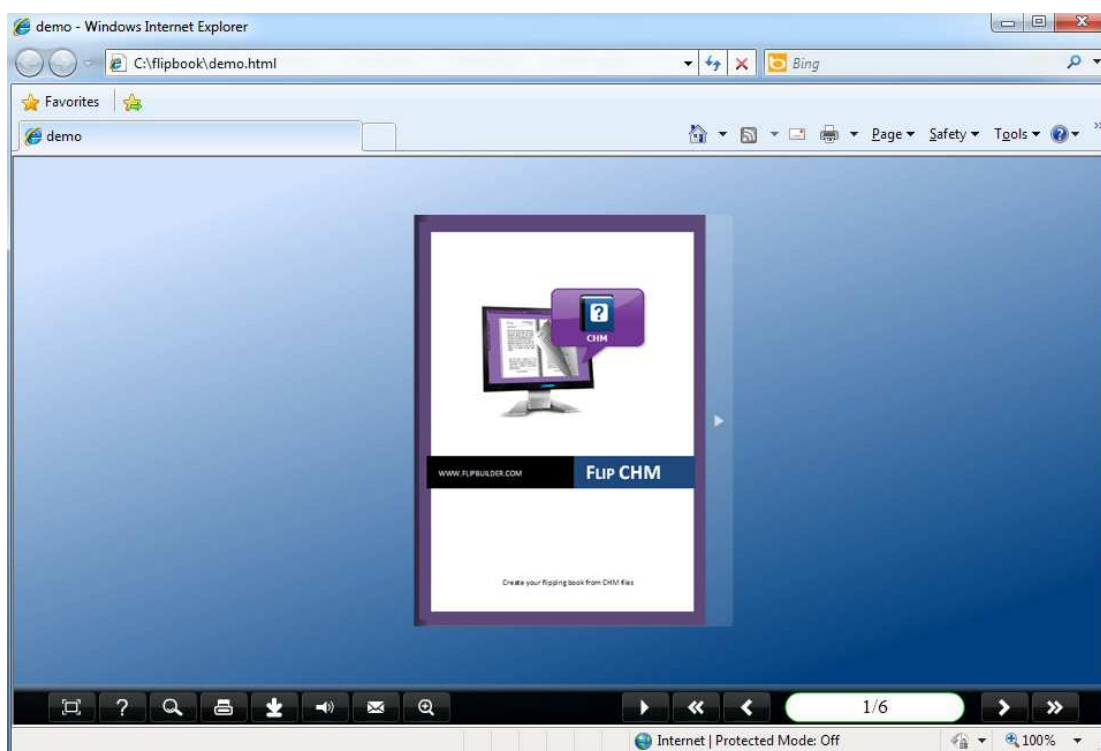 demo - Windows Internet Explorer
C:\flipbook\demo.html
Bing
Favorites
demo
Page Safety Tools
?
CHM
WWW.FLIPBUILDER.COM FLIP CHM
Create your flipping book from CHM files
? 1/6
Internet | Protected Mode: Off 100%